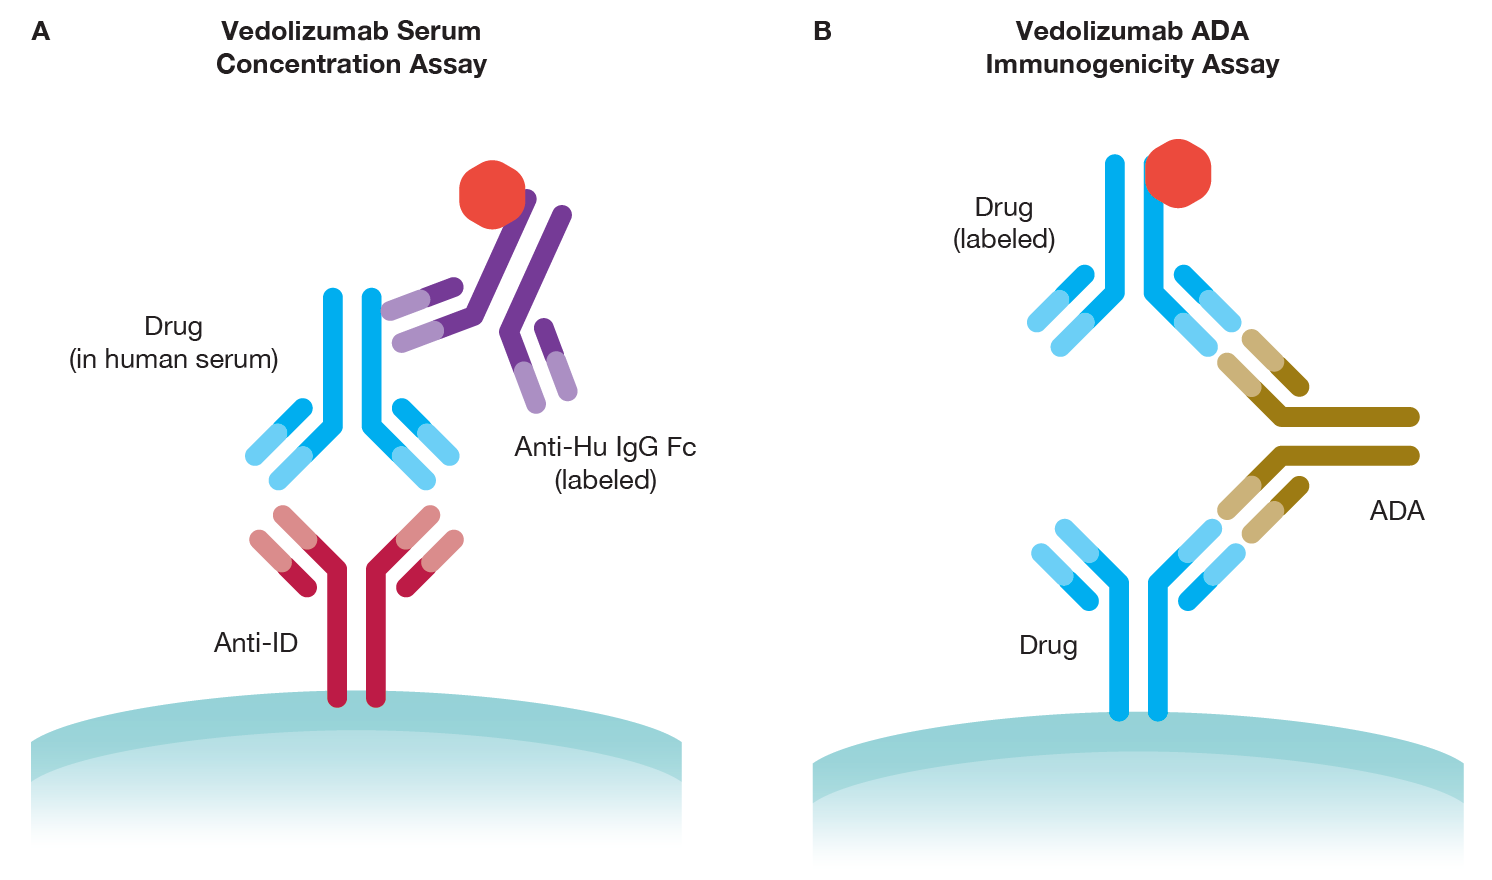 A
Vedolizumab Serum
Concentration Assay
Drug
(in human serum)
Anti-Hu IgG Fc
(labeled)
Anti-ID
B
Vedolizumab ADA
Immunogenicity Assay
Drug
(labeled)
ADA
Drug